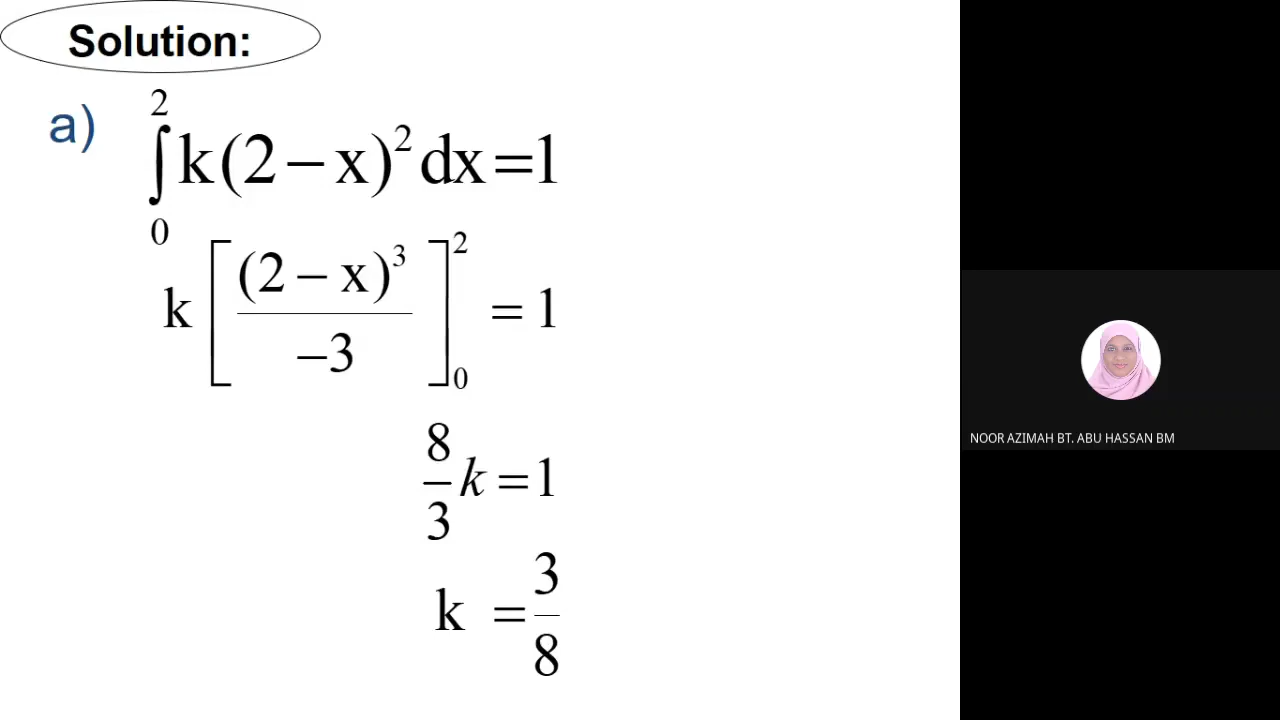 Solution:
a) ∫₀² k(2 − x)² dx = 1
k [ (2 − x)³ / −3 ]₀² = 1
8/3 k = 1
k = 3/8
NOOR AZIMAH BT. ABU HASSAN BM